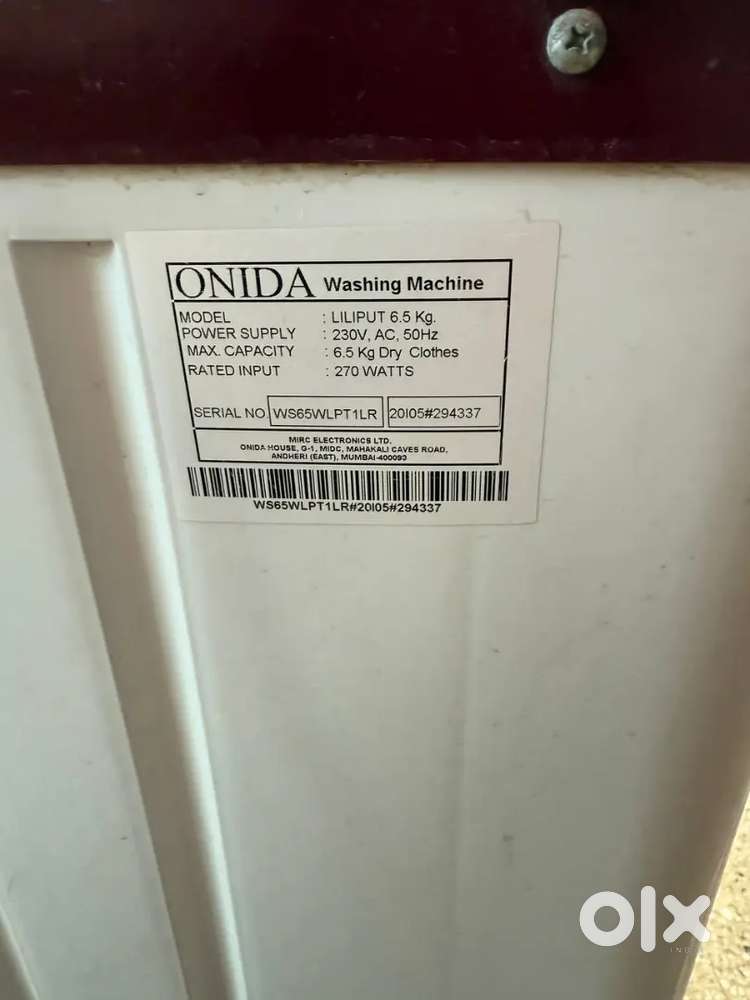 ONIDA Washing Machine
MODEL : LILIPUT 6.5 Kg.
POWER SUPPLY : 230V, AC, 50Hz
MAX. CAPACITY : 6.5 Kg Dry Clothes
RATED INPUT : 270 WATTS
SERIAL NO. WS65WLPT1LR 20I05#294337
MIRC ELECTRONICS LTD.
ONIDA HOUSE, G-1, MIDC, MAHAKALI CAVES ROAD,
ANDHERI (EAST), MUMBAI-400093
WS65WLPT1LR#20I05#294337
olx